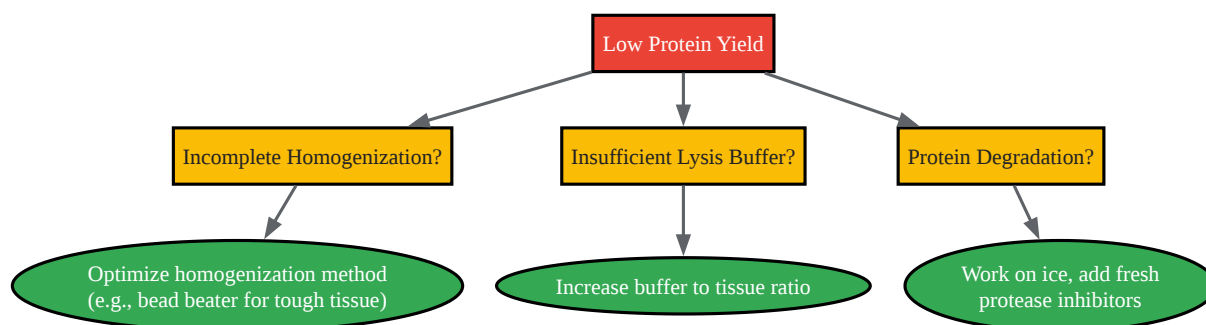 Low Protein Yield
Incomplete Homogenization?
Insufficient Lysis Buffer?
Protein Degradation?
Optimize homogenization method
(e.g., bead beater for tough tissue)
Increase buffer to tissue ratio
Work on ice, add fresh
protease inhibitors